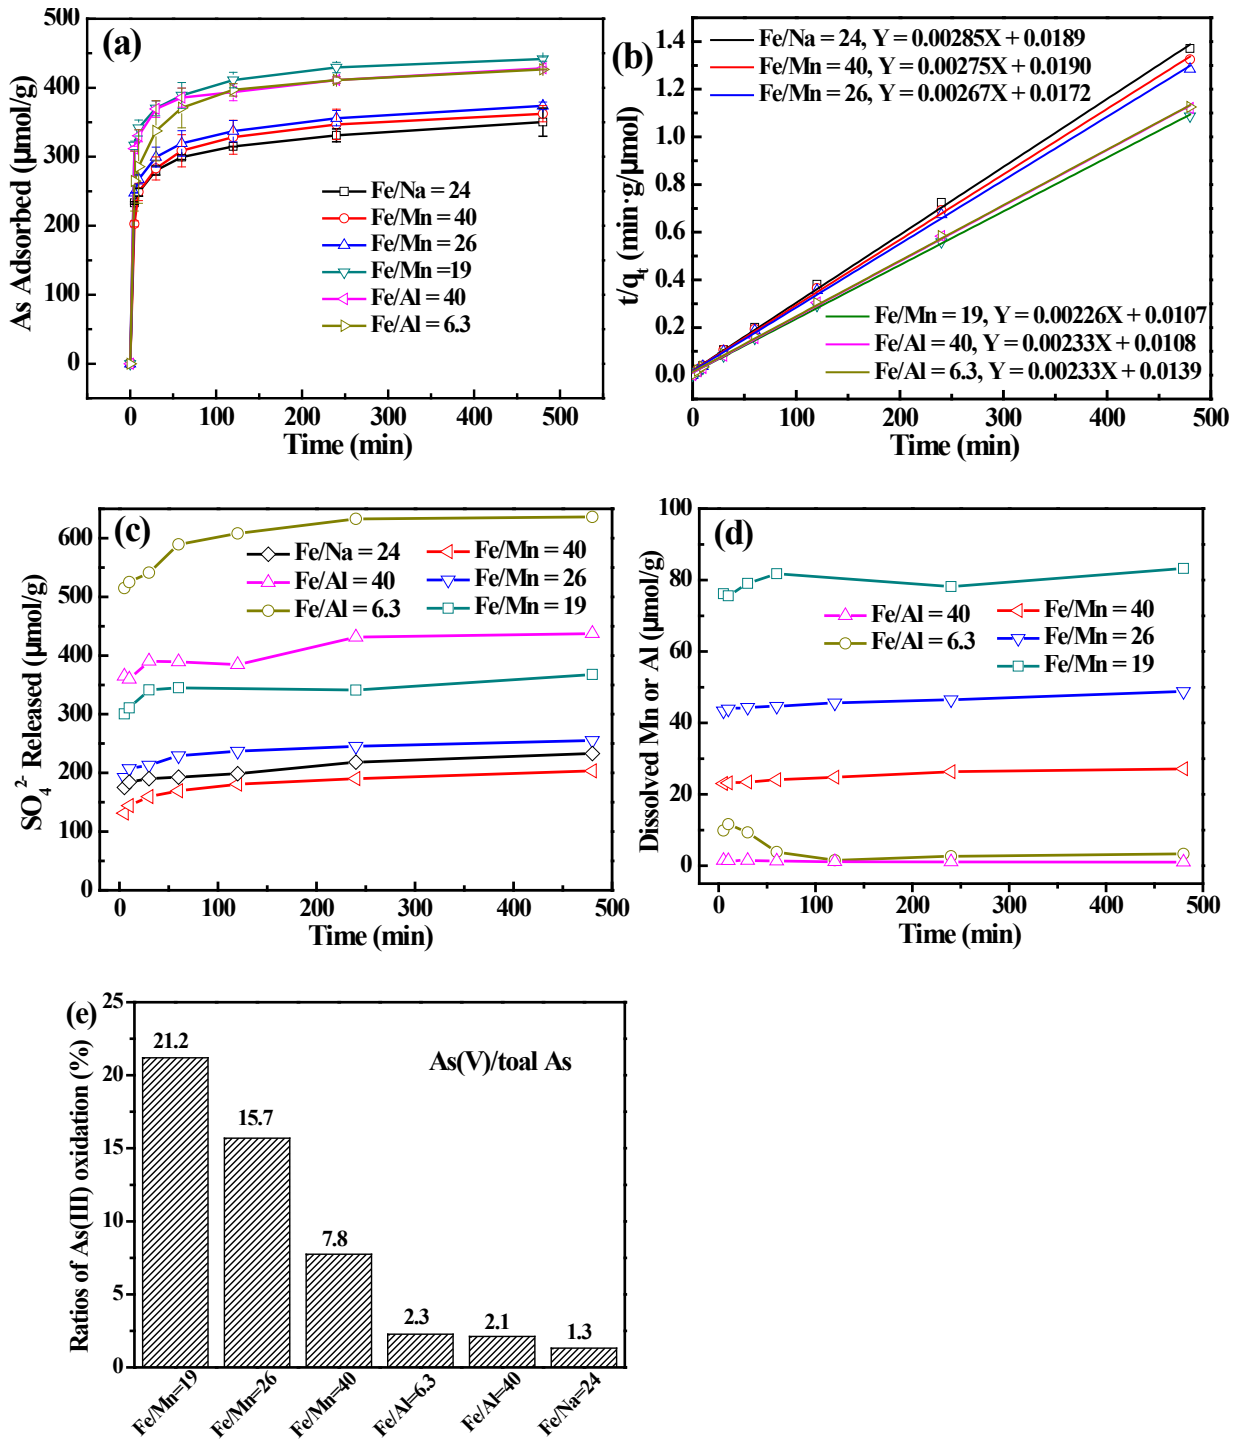 (a)
As Adsorbed (μmol/g)
500
400
300
200
100
0
Fe/Na = 24
Fe/Mn = 40
Fe/Mn = 26
Fe/Mn =19
Fe/Al = 40
Fe/Al = 6.3
0 100 200 300 400 500
Time (min)
(b)
t/qt (min·g/μmol)
1.4
1.2
1.0
0.8
0.6
0.4
0.2
0.0
Fe/Na = 24, Y = 0.00285X + 0.0189
Fe/Mn = 40, Y = 0.00275X + 0.0190
Fe/Mn = 26, Y = 0.00267X + 0.0172
Fe/Mn = 19, Y = 0.00226X + 0.0107
Fe/Al = 40, Y = 0.00233X + 0.0108
Fe/Al = 6.3, Y = 0.00233X + 0.0139
0 100 200 300 400 500
Time (min)
(c)
SO4^2- Released (μmol/g)
600
500
400
300
200
100
0
Fe/Na = 24
Fe/Al = 40
Fe/Al = 6.3
Fe/Mn = 40
Fe/Mn = 26
Fe/Mn = 19
0 100 200 300 400 500
Time (min)
(d)
Dissolved Mn or Al (μmol/g)
100
80
60
40
20
0
Fe/Al = 40
Fe/Al = 6.3
Fe/Mn = 40
Fe/Mn = 26
Fe/Mn = 19
0 100 200 300 400 500
Time (min)
(e)
Ratios of As(III) oxidation (%)
25
20
15
10
5
0
As(V)/toal As
21.2
15.7
7.8
2.3
2.1
1.3
Fe/Mn=19
Fe/Mn=26
Fe/Mn=40
Fe/Al=6.3
Fe/Al=40
Fe/Na=24